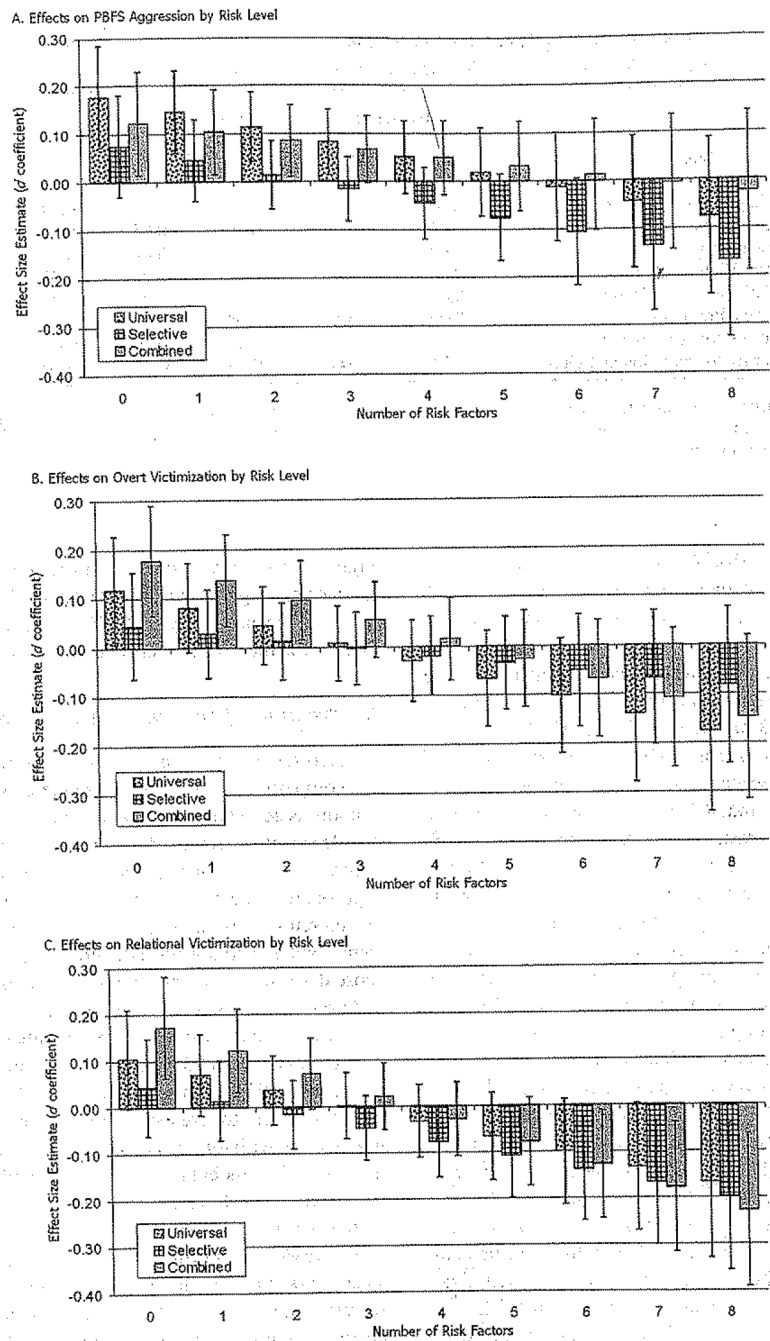 A. Effects on PBFS Aggression by Risk Level
0.30
0.20
0.10
0.00
-0.10
-0.20
-0.30
-0.40
Effect Size Estimate (d coefficient)
Universal
Selective
Combined
0 1 2 3 4 5 6 7 8
Number of Risk Factors
B. Effects on Overt Victimization by Risk Level
0.30
0.20
0.10
0.00
-0.10
-0.20
-0.30
-0.40
Effect Size Estimate (d coefficient)
Universal
Selective
Combined
0 1 2 3 4 5 6 7 8
Number of Risk Factors
C. Effects on Relational Victimization by Risk Level
0.30
0.20
0.10
0.00
-0.10
-0.20
-0.30
-0.40
Effect Size Estimate (d coefficient)
Universal
Selective
Combined
0 1 2 3 4 5 6 7 8
Number of Risk Factors